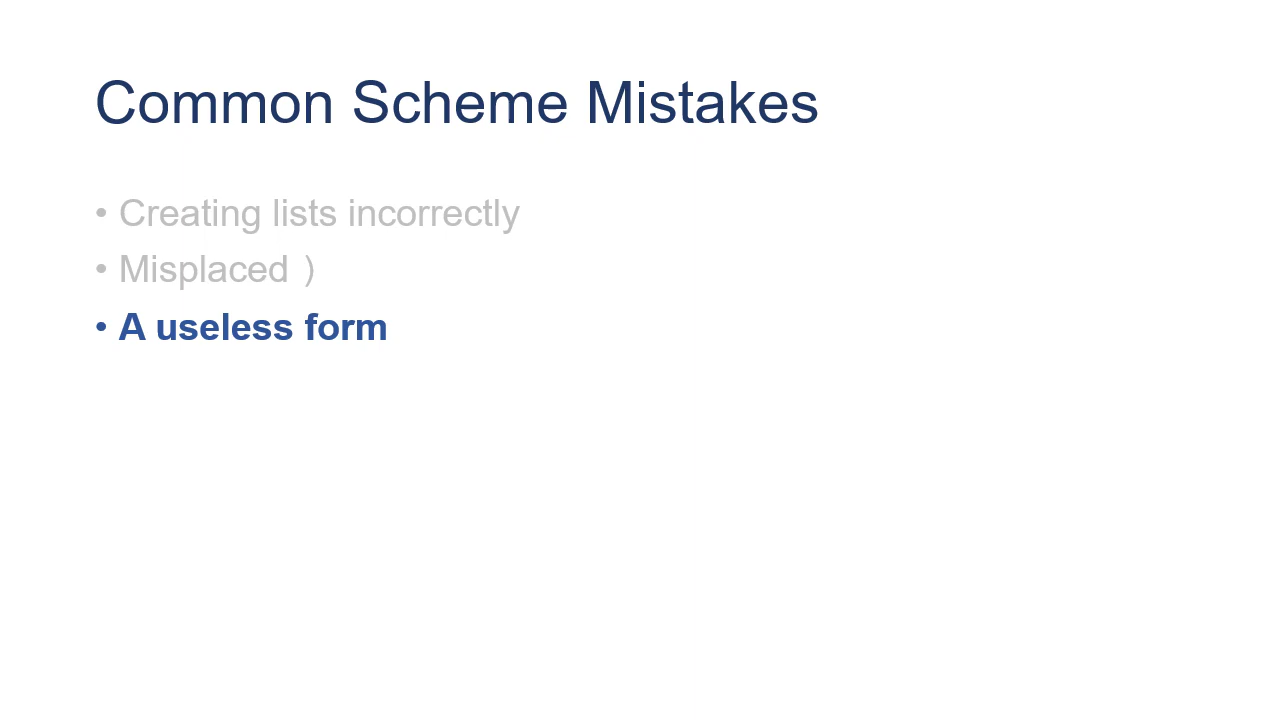 Common Scheme Mistakes
• Creating lists incorrectly
• Misplaced )
• A useless form